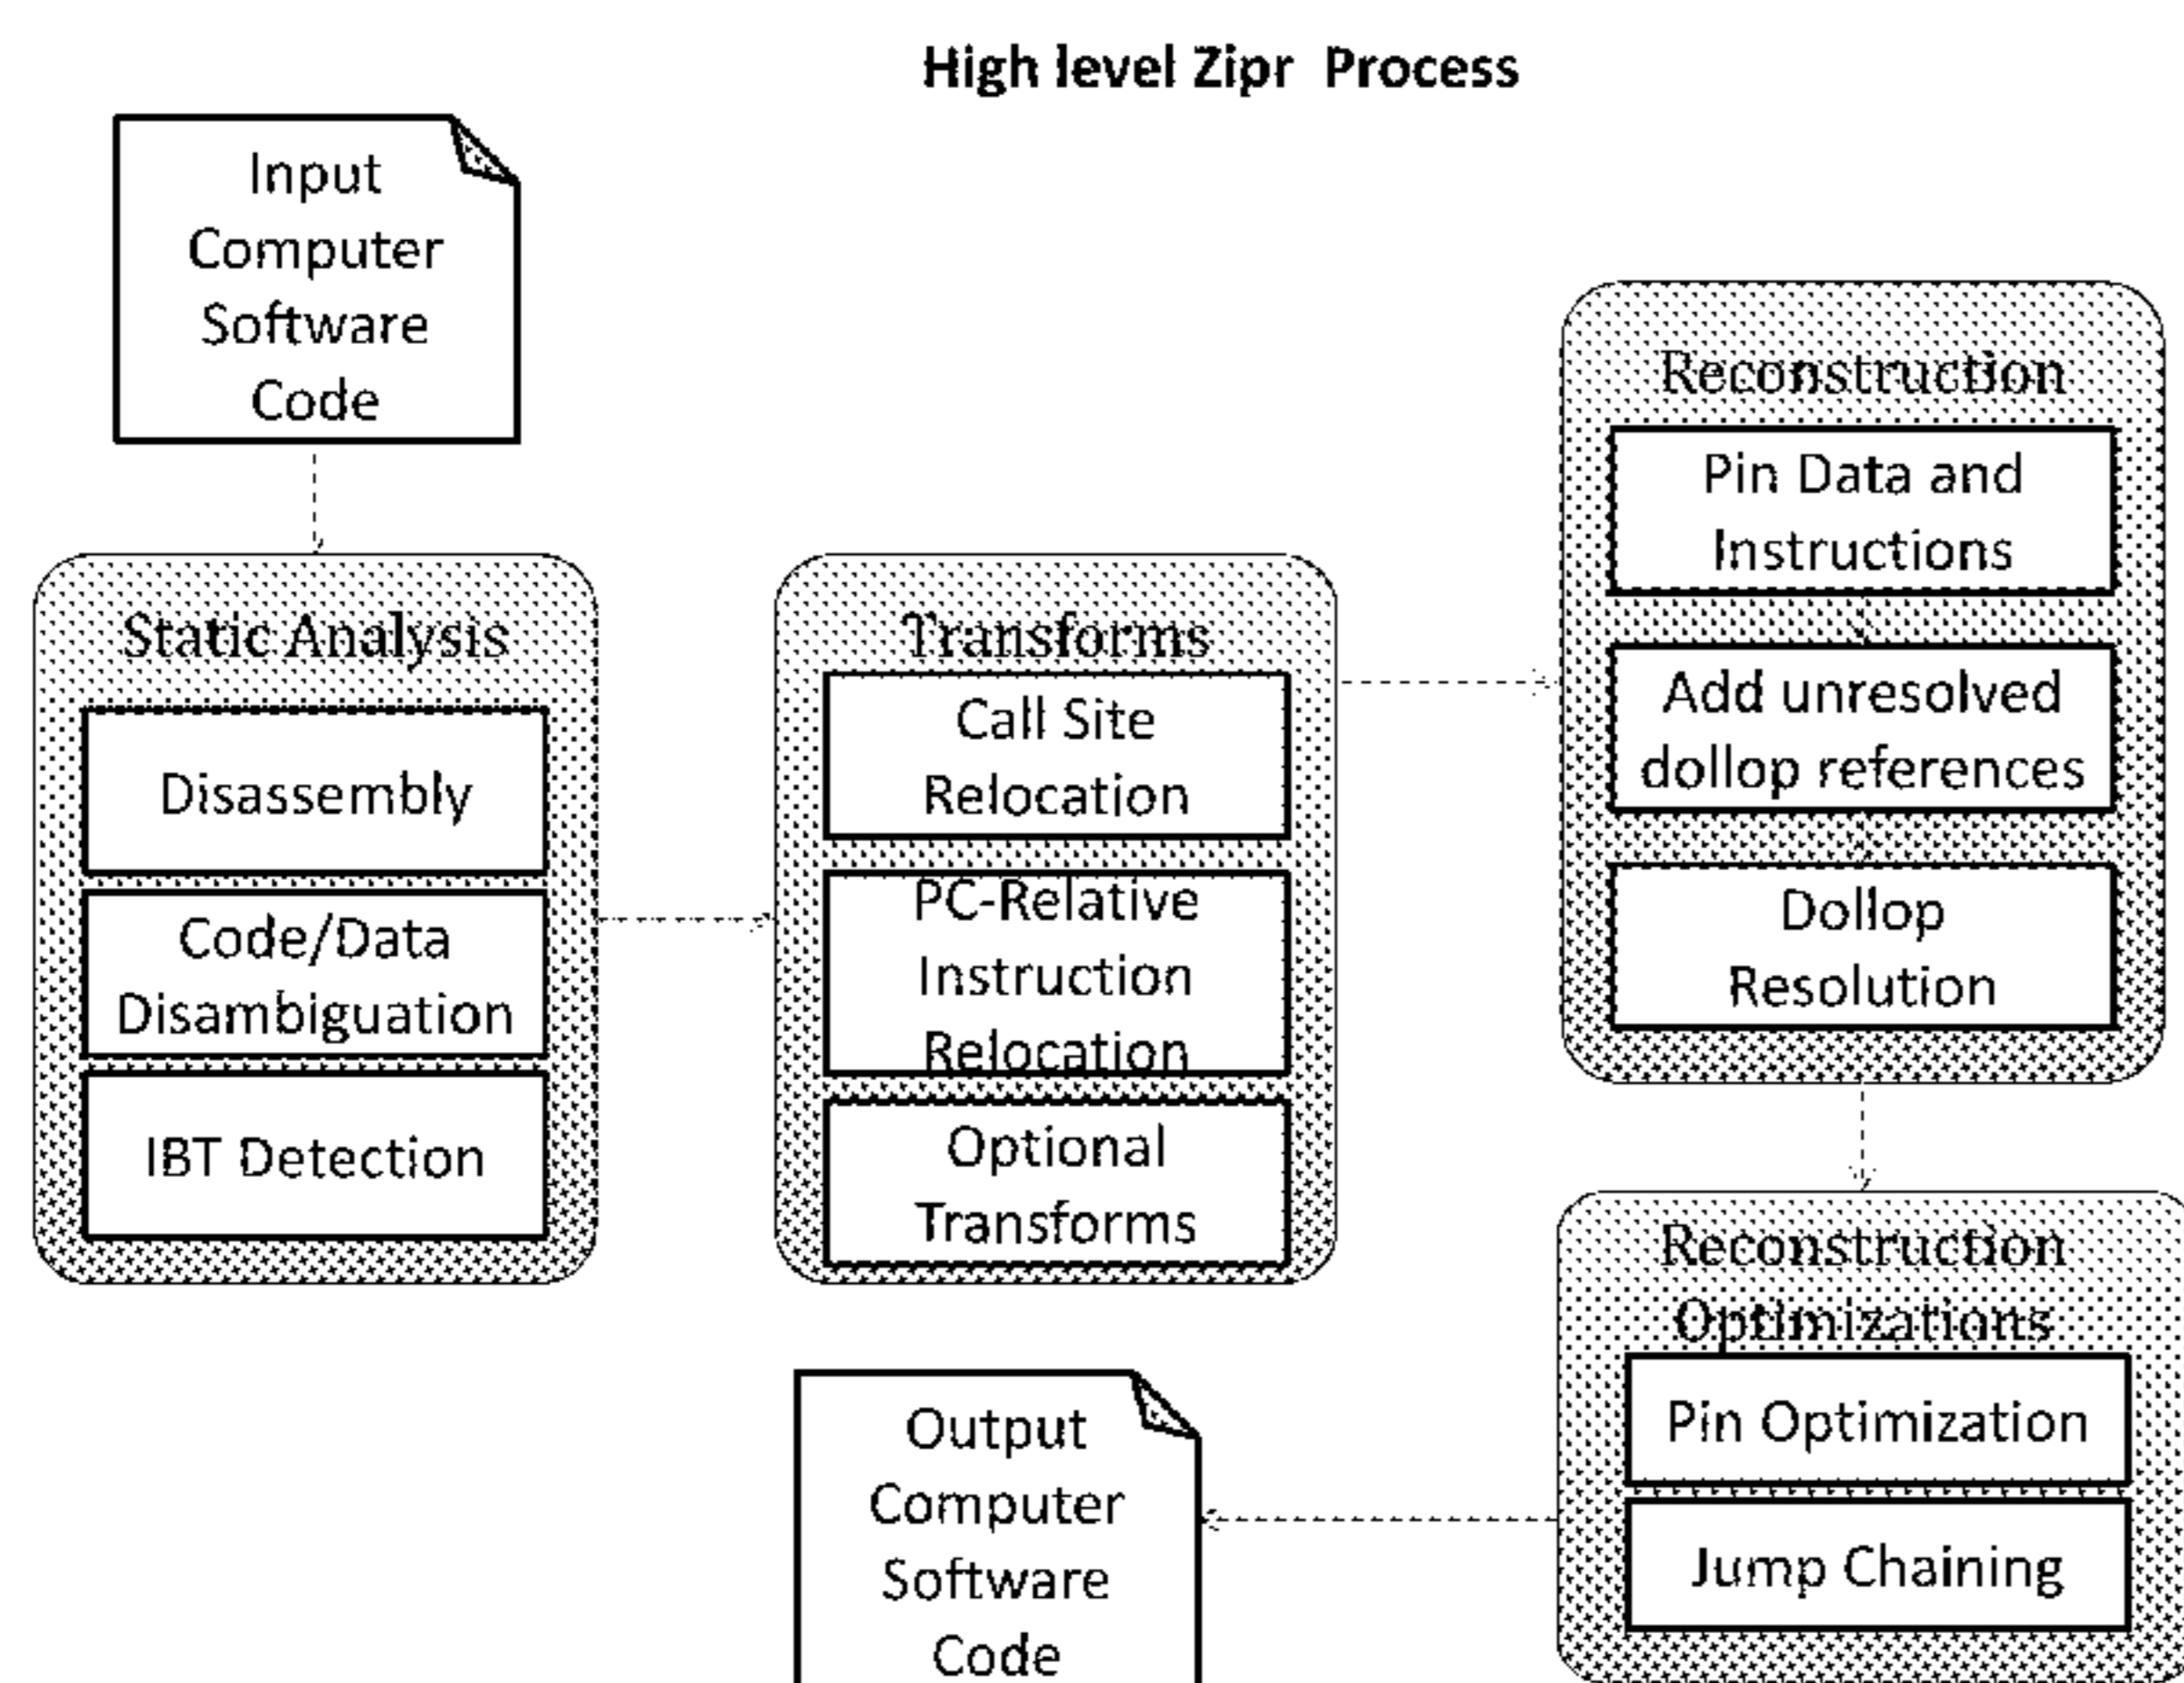 High level Zipr Process
Input
Computer
Software
Code
Static Analysis
Disassembly
Code/Data
Disambiguation
IBT Detection
Transforms
Call Site
Relocation
PC-Relative
Instruction
Relocation
Optional
Transforms
Reconstruction
Pin Data and
Instructions
Add unresolved
dollop references
Dollop
Resolution
Reconstruction
Optimizations
Pin Optimization
Jump Chaining
Output
Computer
Software
Code